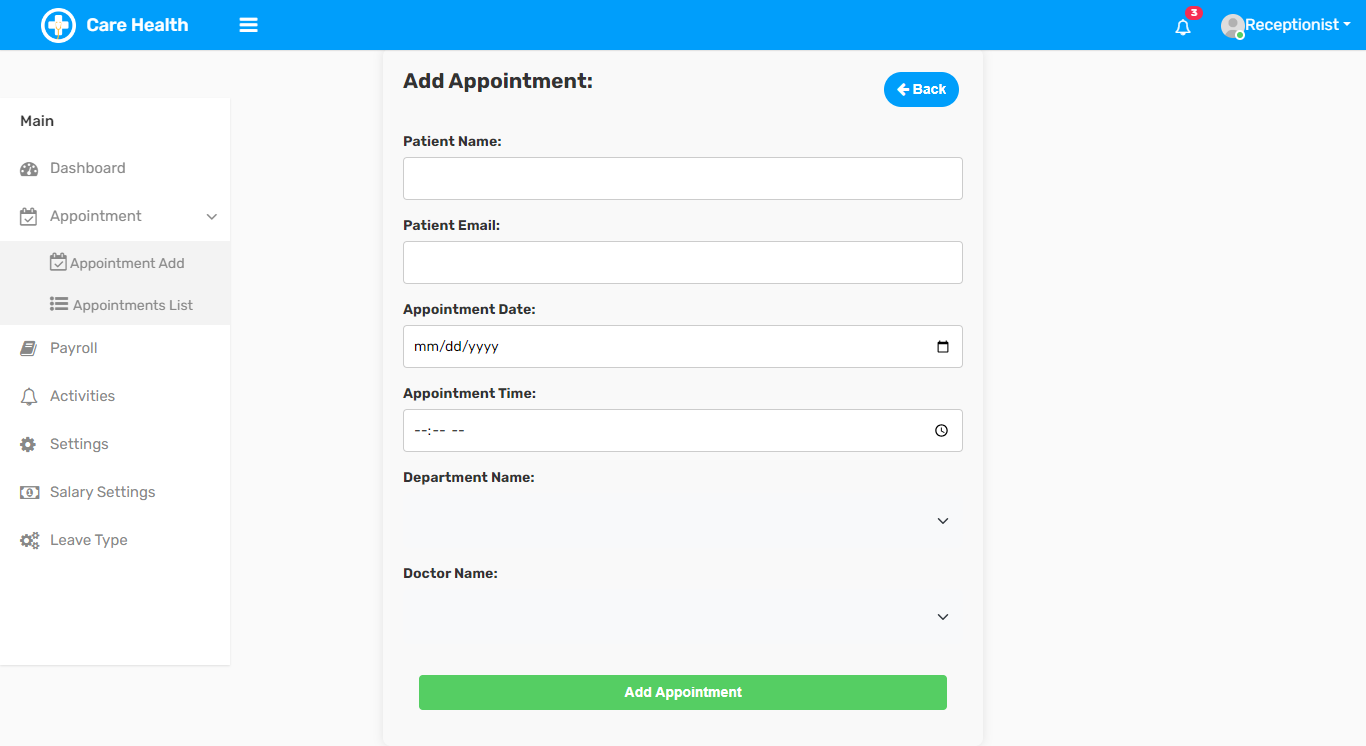 Care Health
3
Receptionist
Main
Dashboard
Appointment
Appointment Add
Appointments List
Payroll
Activities
Settings
Salary Settings
Leave Type
Add Appointment:
Back
Patient Name:
Patient Email:
Appointment Date:
mm/dd/yyyy
Appointment Time:
--:-- --
Department Name:
Doctor Name:
Add Appointment